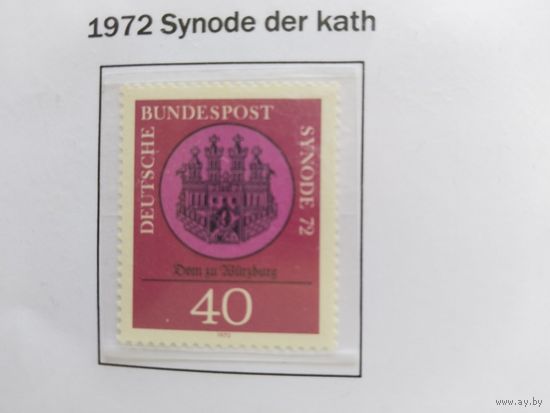 1972 Synode der kath
DEUTSCHE
BUNDESPOST
SYNODE 72
Dom zu Würzburg
40
1972
www.ay.by